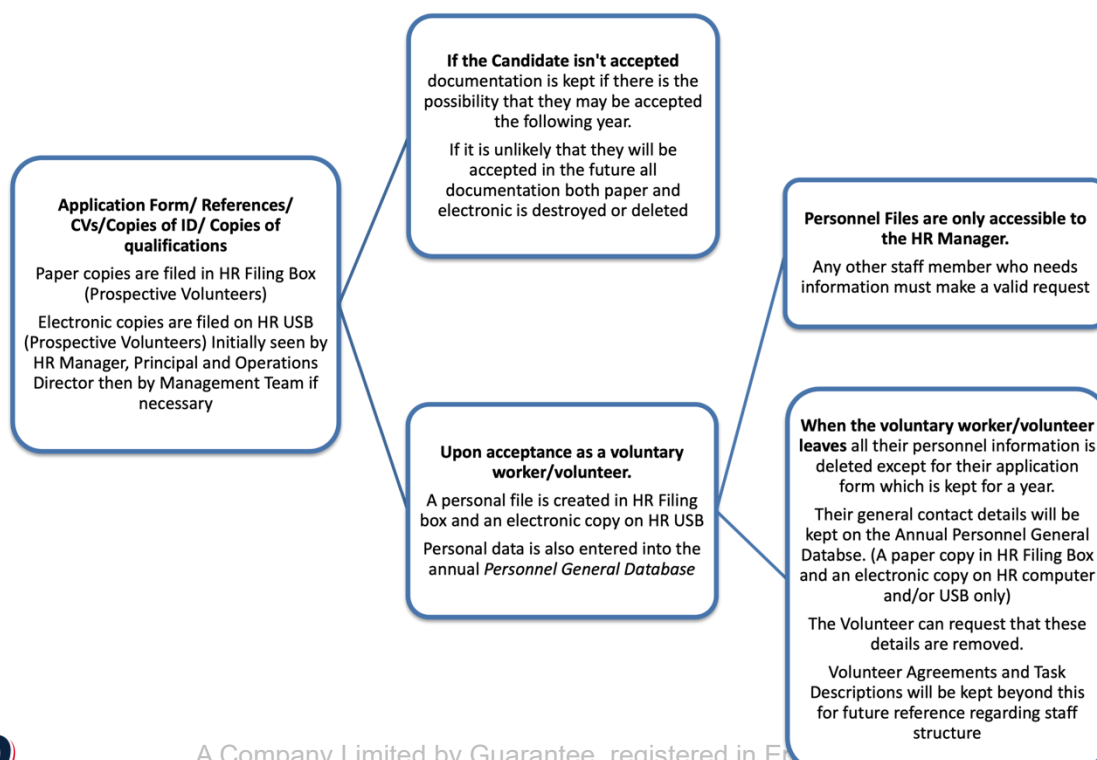 Application Form/ References/
CVs/Copies of ID/ Copies of
qualifications
Paper copies are filed in HR Filing Box
(Prospective Volunteers)
Electronic copies are filed on HR USB
(Prospective Volunteers) Initially seen by
HR Manager, Principal and Operations
Director then by Management Team if
necessary
If the Candidate isn't accepted
documentation is kept if there is the
possibility that they may be accepted
the following year.
If it is unlikely that they will be
accepted in the future all
documentation both paper and
electronic is destroyed or deleted
Upon acceptance as a voluntary
worker/volunteer.
A personal file is created in HR Filing
box and an electronic copy on HR USB
Personal data is also entered into the
annual Personnel General Database
Personnel Files are only accessible to
the HR Manager.
Any other staff member who needs
information must make a valid request
When the voluntary worker/volunteer
leaves all their personnel information is
deleted except for their application
form which is kept for a year.
Their general contact details will be
kept on the Annual Personnel General
Databse. (A paper copy in HR Filing Box
and an electronic copy on HR computer
and/or USB only)
The Volunteer can request that these
details are removed.
Volunteer Agreements and Task
Descriptions will be kept beyond this
for future reference regarding staff
structure
A Company Limited by Guarantee, registered in